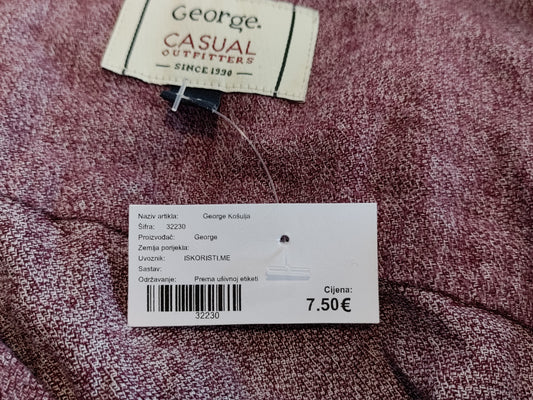 George.
CASUAL
OUTFITTERS
SINCE 1990
Naziv artikla: George Košulja
Šifra: 32230
Proizvođač: George
Zemlja porijekla:
Uvoznik: ISKORISTI.ME
Sastav:
Održavanje: Prema ušivnoj etiketi
Cijena:
7.50€
32230